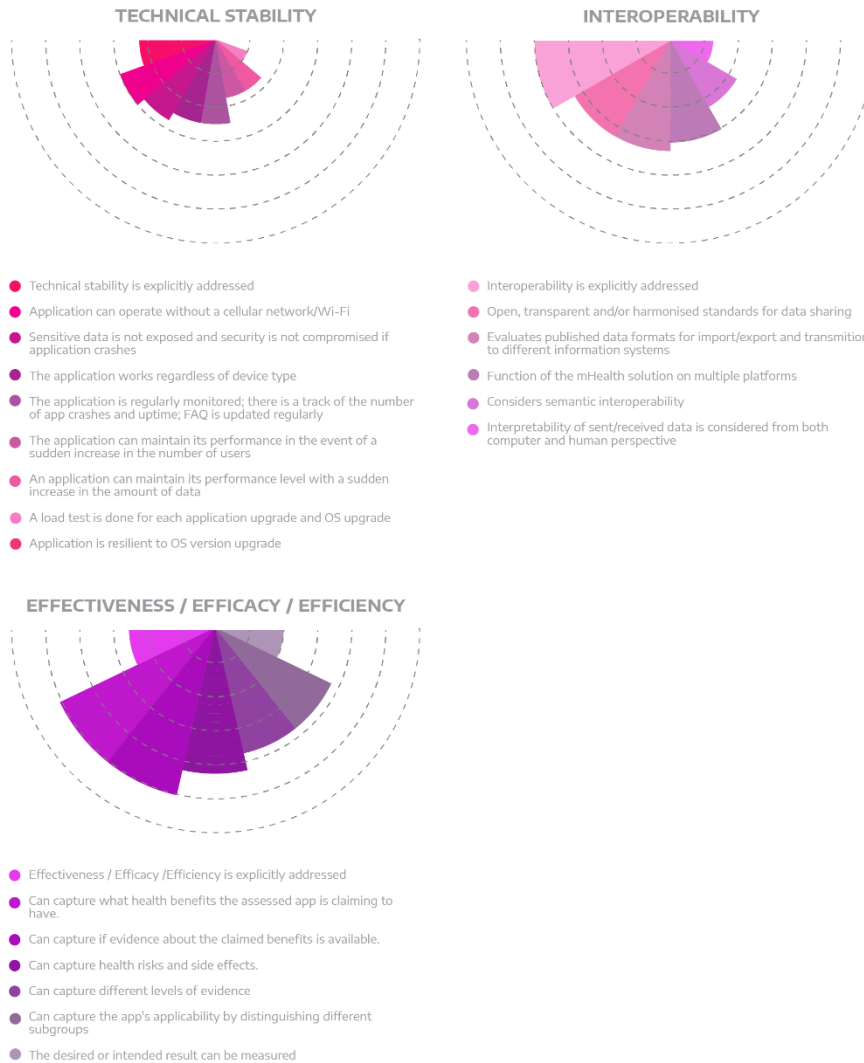 TECHNICAL STABILITY
Technical stability is explicitly addressed
Application can operate without a cellular network/Wi-Fi
Sensitive data is not exposed and security is not compromised if
application crashes
The application works regardless of device type
The application is regularly monitored; there is a track of the number
of app crashes and uptime; FAQ is updated regularly
The application can maintain its performance in the event of a
sudden increase in the number of users
An application can maintain its performance level with a sudden
increase in the amount of data
A load test is done for each application upgrade and OS upgrade
Application is resilient to OS version upgrade
INTEROPERABILITY
Interoperability is explicitly addressed
Open, transparent and/or harmonised standards for data sharing
Evaluates published data formats for import/export and transmition
to different information systems
Function of the mHealth solution on multiple platforms
Considers semantic interoperability
Interpretability of sent/received data is considered from both
computer and human perspective
EFFECTIVENESS / EFFICACY / EFFICIENCY
Effectiveness / Efficacy /Efficiency is explicitly addressed
Can capture what health benefits the assessed app is claiming to
have.
Can capture if evidence about the claimed benefits is available.
Can capture health risks and side effects.
Can capture different levels of evidence
Can capture the app's applicability by distinguishing different
subgroups
The desired or intended result can be measured